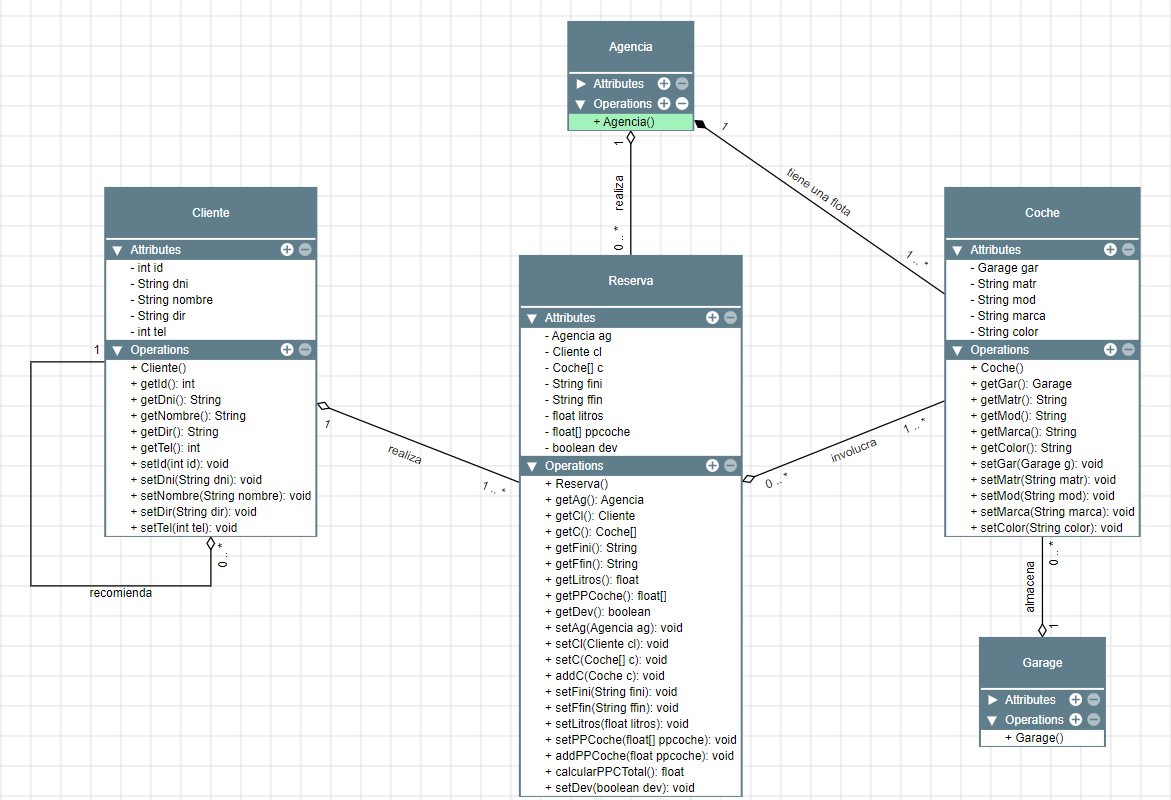 Agencia
Attributes
Operations
+ Agencia()
1
realiza
0..*
1
tiene una flota
1..*
Cliente
Attributes
- int id
- String dni
- String nombre
- String dir
- int tel
Operations
+ Cliente()
+ getId(): int
+ getDni(): String
+ getNombre(): String
+ getDir(): String
+ getTel(): int
+ setId(int id): void
+ setDni(String dni): void
+ setNombre(String nombre): void
+ setDir(String dir): void
+ setTel(int tel): void
1
0..*
recomienda
1
realiza
1..*
Reserva
Attributes
- Agencia ag
- Cliente cl
- Coche[] c
- String fini
- String ffin
- float litros
- float[] ppcoche
- boolean dev
Operations
+ Reserva()
+ getAg(): Agencia
+ getCl(): Cliente
+ getC(): Coche[]
+ getFini(): String
+ getFfin(): String
+ getLitros(): float
+ getPPCoche(): float[]
+ getDev(): boolean
+ setAg(Agencia ag): void
+ setCl(Cliente cl): void
+ setC(Coche[] c): void
+ addC(Coche c): void
+ setFini(String fini): void
+ setFfin(String ffin): void
+ setLitros(float litros): void
+ setPPCoche(float[] ppcoche): void
+ addPPCoche(float ppcoche): void
+ calcularPPCTotal(): float
+ setDev(boolean dev): void
0..*
involucra
1..*
Coche
Attributes
- Garage gar
- String matr
- String mod
- String marca
- String color
Operations
+ Coche()
+ getGar(): Garage
+ getMatr(): String
+ getMod(): String
+ getMarca(): String
+ getColor(): String
+ setGar(Garage g): void
+ setMatr(String matr): void
+ setMod(String mod): void
+ setMarca(String marca): void
+ setColor(String color): void
0..*
almacena
1
Garage
Attributes
Operations
+ Garage()